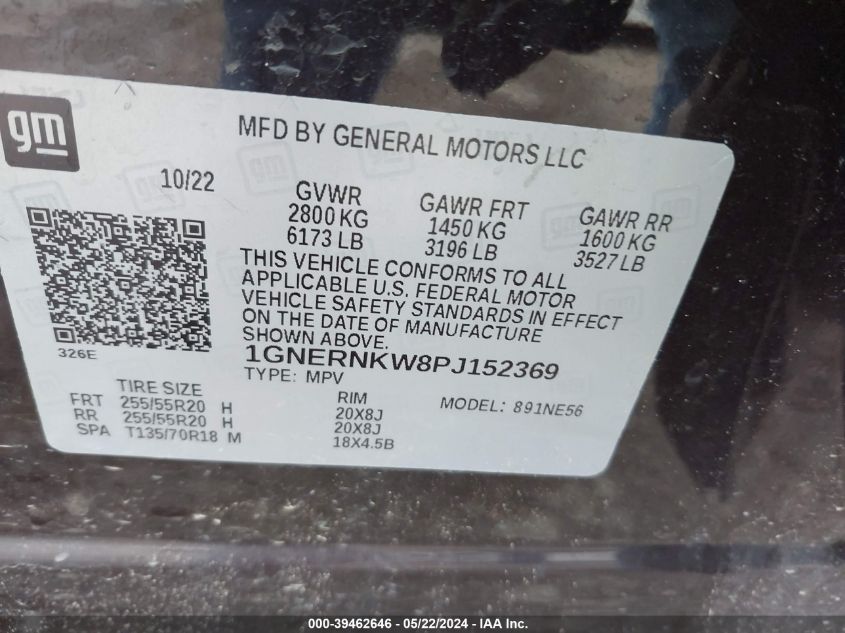 gm
MFD BY GENERAL MOTORS LLC
10/22
GVWR
2800 KG
6173 LB
GAWR FRT
1450 KG
3196 LB
GAWR RR
1600 KG
3527 LB
THIS VEHICLE CONFORMS TO ALL
APPLICABLE U.S. FEDERAL MOTOR
VEHICLE SAFETY STANDARDS IN EFFECT
ON THE DATE OF MANUFACTURE
SHOWN ABOVE.
326E
1GNERNKW8PJ152369
TYPE: MPV
MODEL: 891NE56
TIRE SIZE RIM
FRT 255/55R20 H 20X8J
RR 255/55R20 H 20X8J
SPA T135/70R18 M 18X4.5B
000-39462646 - 05/22/2024 - IAA Inc.